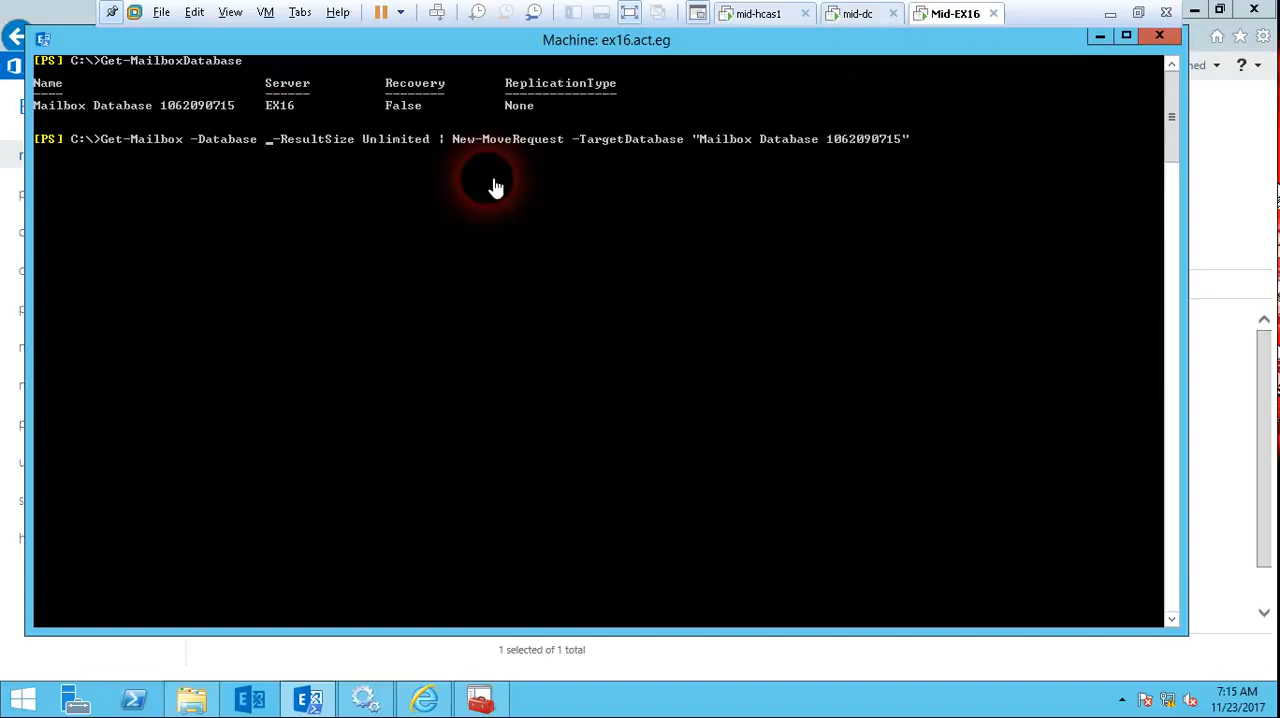 File Edit View VM Tabs Help mid-hcas1 mid-dc Mid-EX16
Machine: ex16.act.eg
[PS] C:\>Get-MailboxDatabase
Name Server Recovery ReplicationType
---- ------ -------- ---------------
Mailbox Database 1062090715 EX16 False None
[PS] C:\>Get-Mailbox -Database _-ResultSize Unlimited | New-MoveRequest -TargetDatabase "Mailbox Database 1062090715"
1 selected of 1 total
7:15 AM
11/23/2017